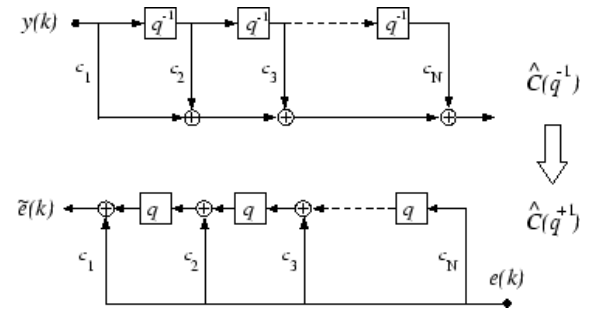 y(k) q⁻¹ q⁻¹ q⁻¹
c₁ c₂ c₃ c_N Ĉ(q⁻¹)
ẽ(k) q q q Ĉ(q⁺¹)
c₁ c₂ c₃ c_N
e(k)